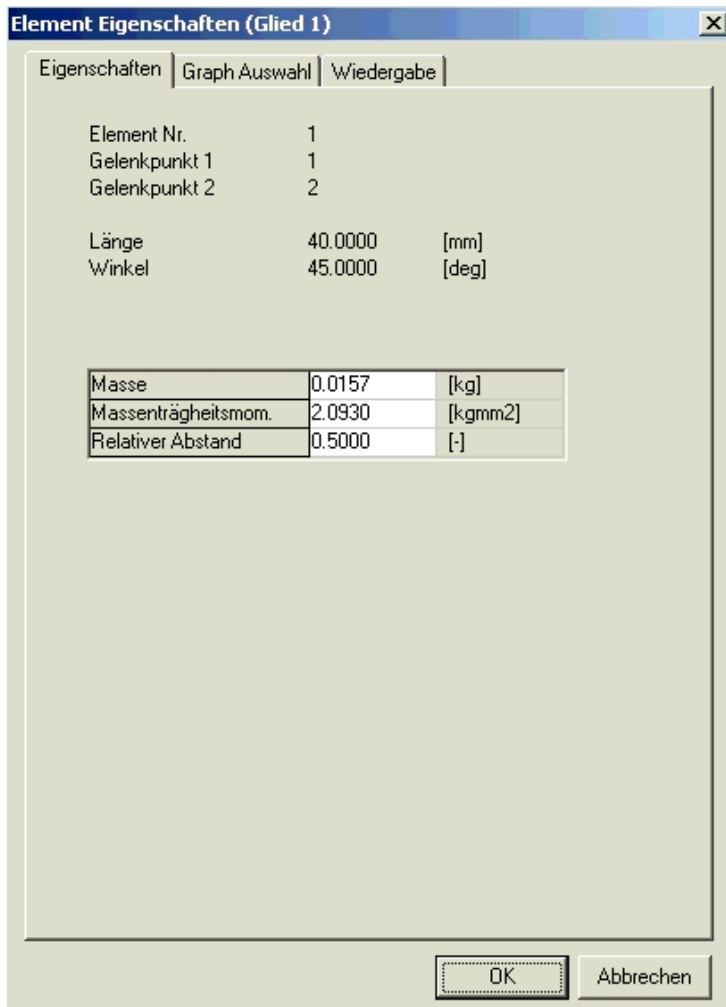 Element Eigenschaften (Glied 1)
Eigenschaften Graph Auswahl Wiedergabe
Element Nr. 1
Gelenkpunkt 1 1
Gelenkpunkt 2 2
Länge 40.0000 [mm]
Winkel 45.0000 [deg]
Masse 0.0157 [kg]
Massenträgheitsmom. 2.0930 [kgmm2]
Relativer Abstand 0.5000 [-]
OK Abbrechen